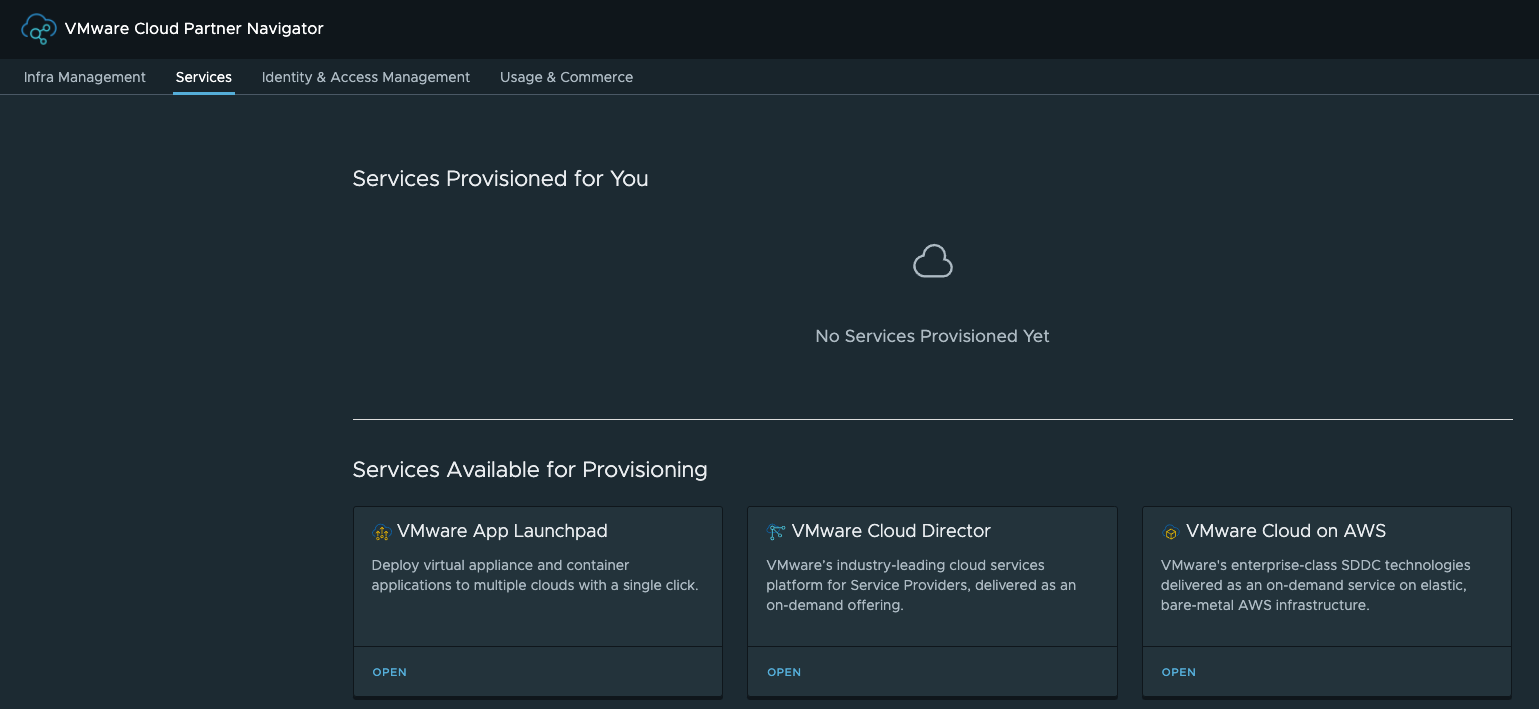 VMware Cloud Partner Navigator
Infra Management
Services
Identity & Access Management
Usage & Commerce
Services Provisioned for You
No Services Provisioned Yet
Services Available for Provisioning
VMware App Launchpad
Deploy virtual appliance and container
applications to multiple clouds with a single click.
OPEN
VMware Cloud Director
VMware's industry-leading cloud services
platform for Service Providers, delivered as an
on-demand offering.
OPEN
VMware Cloud on AWS
VMware's enterprise-class SDDC technologies
delivered as an on-demand service on elastic,
bare-metal AWS infrastructure.
OPEN